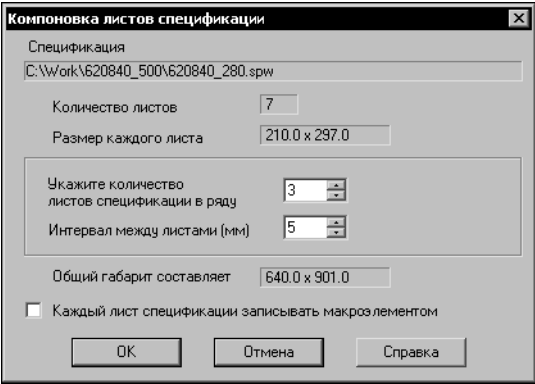 Компоновка листов спецификации
Спецификация
C:\Work\620840_500\620840_280.spw
Количество листов 7
Размер каждого листа 210.0 x 297.0
Укажите количество
листов спецификации в ряду 3
Интервал между листами (мм) 5
Общий габарит составляет 640.0 x 901.0
Каждый лист спецификации записывать макроэлементом
OK Отмена Справка